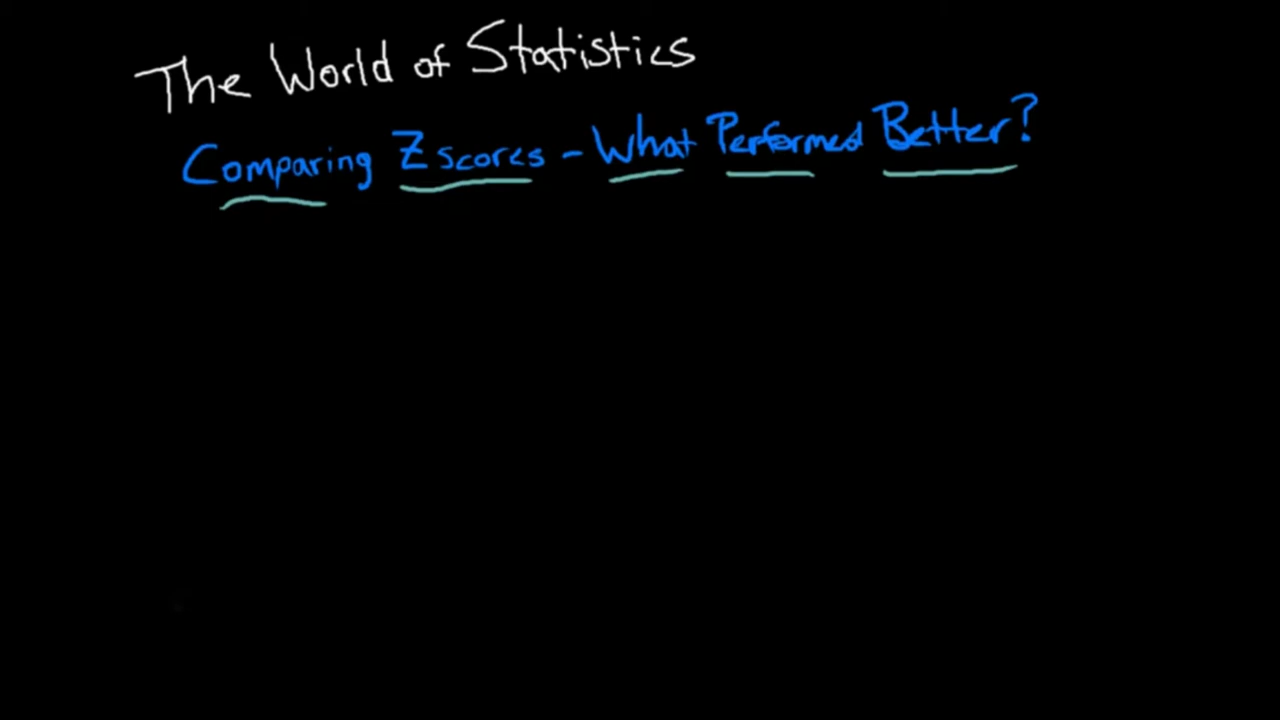 The World of Statistics
Comparing Z scores - What Performed Better?